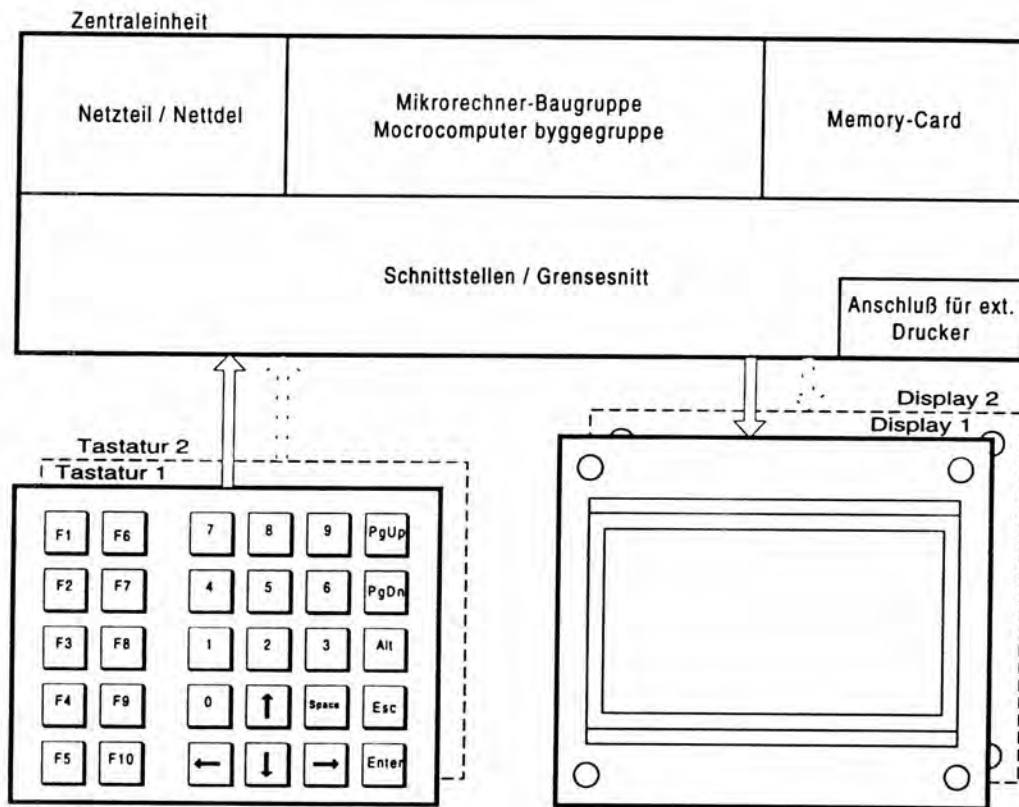 Zentraleinheit
Netzteil / Nettdel
Mikrorechner-Baugruppe
Mocrocomputer byggegruppe
Memory-Card
Schnittstellen / Grensesnitt
Anschluß für ext.
Drucker
Tastatur 2
Tastatur 1
Display 2
Display 1
F1 F6 7 8 9 PgUp
F2 F7 4 5 6 PgDn
F3 F8 1 2 3 Alt
F4 F9 0 ↑ Space Esc
F5 F10 ← ↓ → Enter